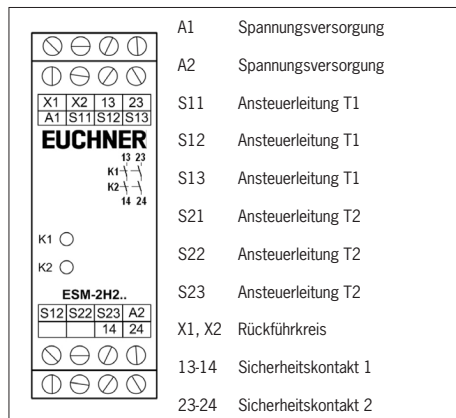 X1 X2 13 23
A1 S11 S12 S13
EUCHNER
13 23
K1
K2
14 24
K1
K2
ESM-2H2..
S12 S22 S23 A2
14 24
A1 Spannungsversorgung
A2 Spannungsversorgung
S11 Ansteuerleitung T1
S12 Ansteuerleitung T1
S13 Ansteuerleitung T1
S21 Ansteuerleitung T2
S22 Ansteuerleitung T2
S23 Ansteuerleitung T2
X1, X2 Rückführkreis
13-14 Sicherheitskontakt 1
23-24 Sicherheitskontakt 2